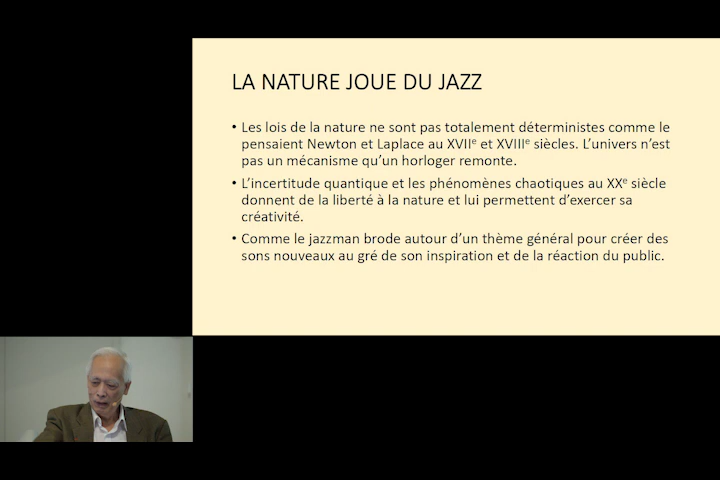 LA NATURE JOUE DU JAZZ
• Les lois de la nature ne sont pas totalement déterministes comme le
pensaient Newton et Laplace au XVIIᵉ et XVIIIᵉ siècles. L’univers n’est
pas un mécanisme qu’un horloger remonte.
• L’incertitude quantique et les phénomènes chaotiques au XXᵉ siècle
donnent de la liberté à la nature et lui permettent d’exercer sa
créativité.
• Comme le jazzman brode autour d’un thème général pour créer des
sons nouveaux au gré de son inspiration et de la réaction du public.